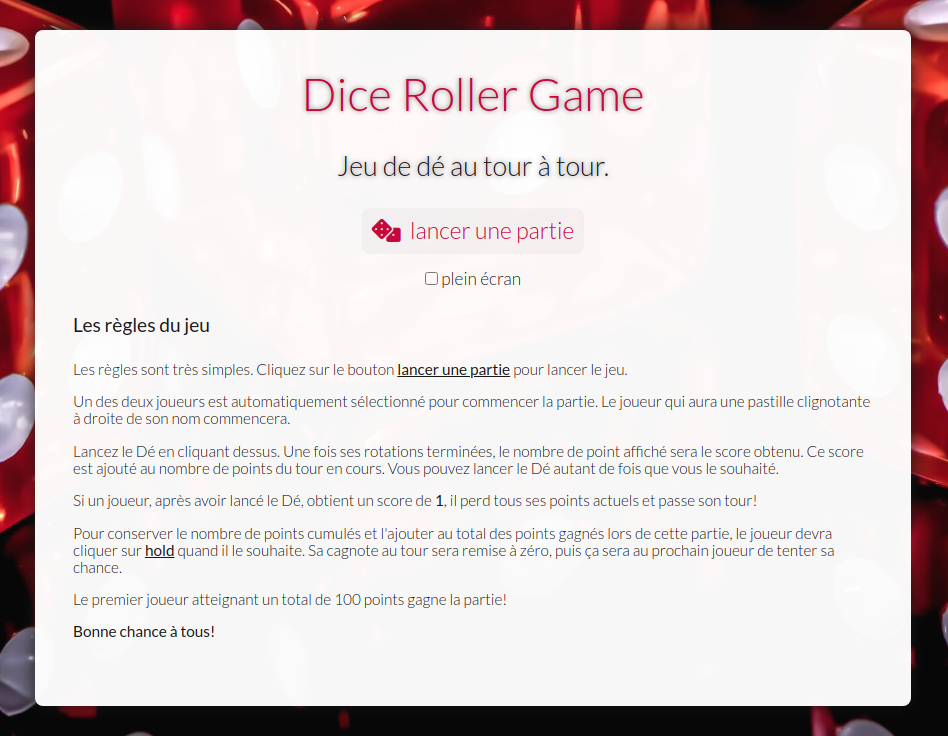 Dice Roller Game
Jeu de dé au tour à tour.
lancer une partie
plein écran
Les règles du jeu
Les règles sont très simples. Cliquez sur le bouton lancer une partie pour lancer le jeu.
Un des deux joueurs est automatiquement sélectionné pour commencer la partie. Le joueur qui aura une pastille clignotante
à droite de son nom commencera.
Lancez le Dé en cliquant dessus. Une fois ses rotations terminées, le nombre de point affiché sera le score obtenu. Ce score
est ajouté au nombre de points du tour en cours. Vous pouvez lancer le Dé autant de fois que vous le souhaité.
Si un joueur, après avoir lancé le Dé, obtient un score de 1, il perd tous ses points actuels et passe son tour!
Pour conserver le nombre de points cumulés et l'ajouter au total des points gagnés lors de cette partie, le joueur devra
cliquer sur hold quand il le souhaite. Sa cagnote au tour sera remise à zéro, puis ça sera au prochain joueur de tenter sa
chance.
Le premier joueur atteignant un total de 100 points gagne la partie!
Bonne chance à tous!